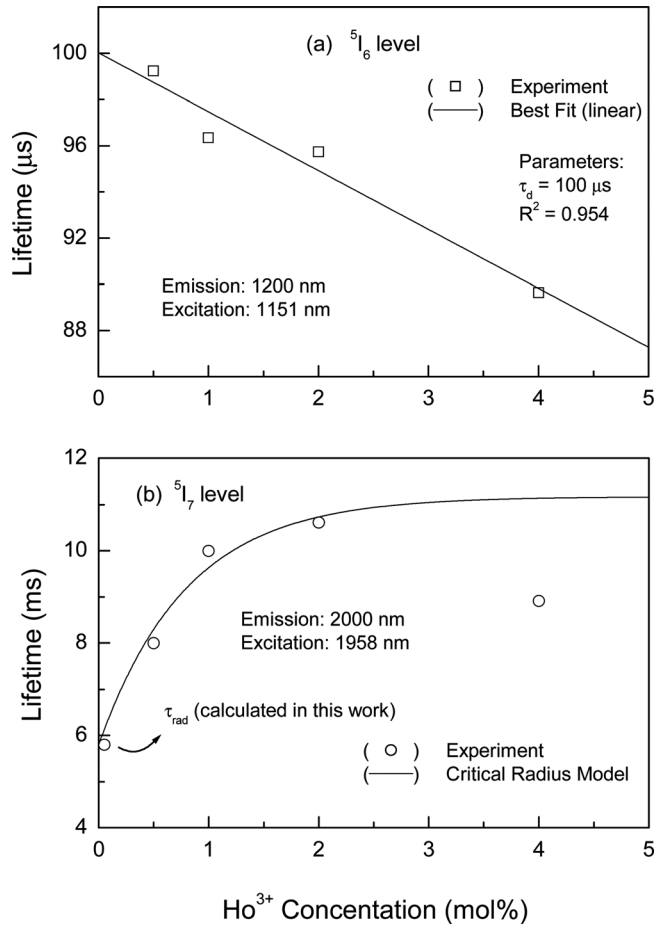 (a) ⁵I₆ level
( □ ) Experiment
(—) Best Fit (linear)
Parameters:
τd = 100 μs
R² = 0.954
Emission: 1200 nm
Excitation: 1151 nm
Lifetime (μs)
100
96
92
88
0 1 2 3 4 5
(b) ⁵I₇ level
Emission: 2000 nm
Excitation: 1958 nm
τrad (calculated in this work)
( ○ ) Experiment
(—) Critical Radius Model
Lifetime (ms)
12
10
8
6
4
0 1 2 3 4 5
Ho³⁺ Concentration (mol%)